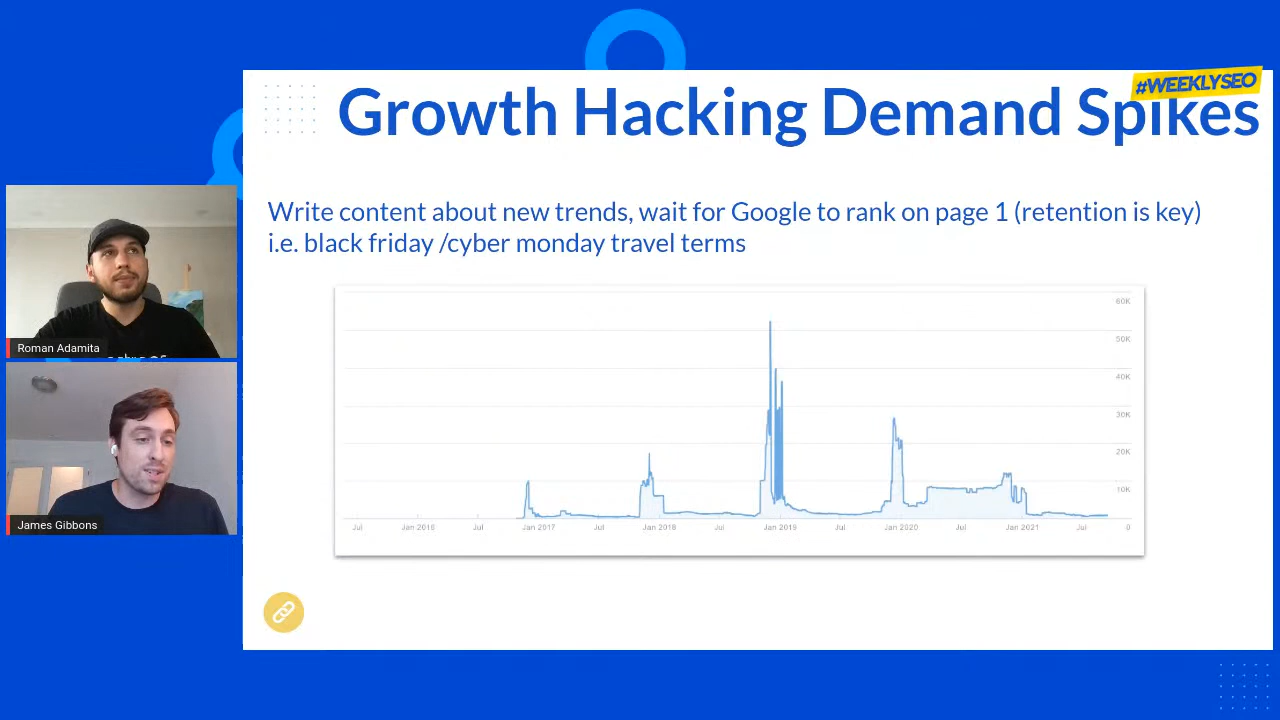 #WEEKLYSEO
Growth Hacking Demand Spikes
Write content about new trends, wait for Google to rank on page 1 (retention is key)
i.e. black friday /cyber monday travel terms
60K
50K
40K
30K
20K
10K
0
Jul
Jan 2016
Jul
Jan 2017
Jul
Jan 2018
Jul
Jan 2019
Jul
Jan 2020
Jul
Jan 2021
Jul
Roman Adamita
James Gibbons